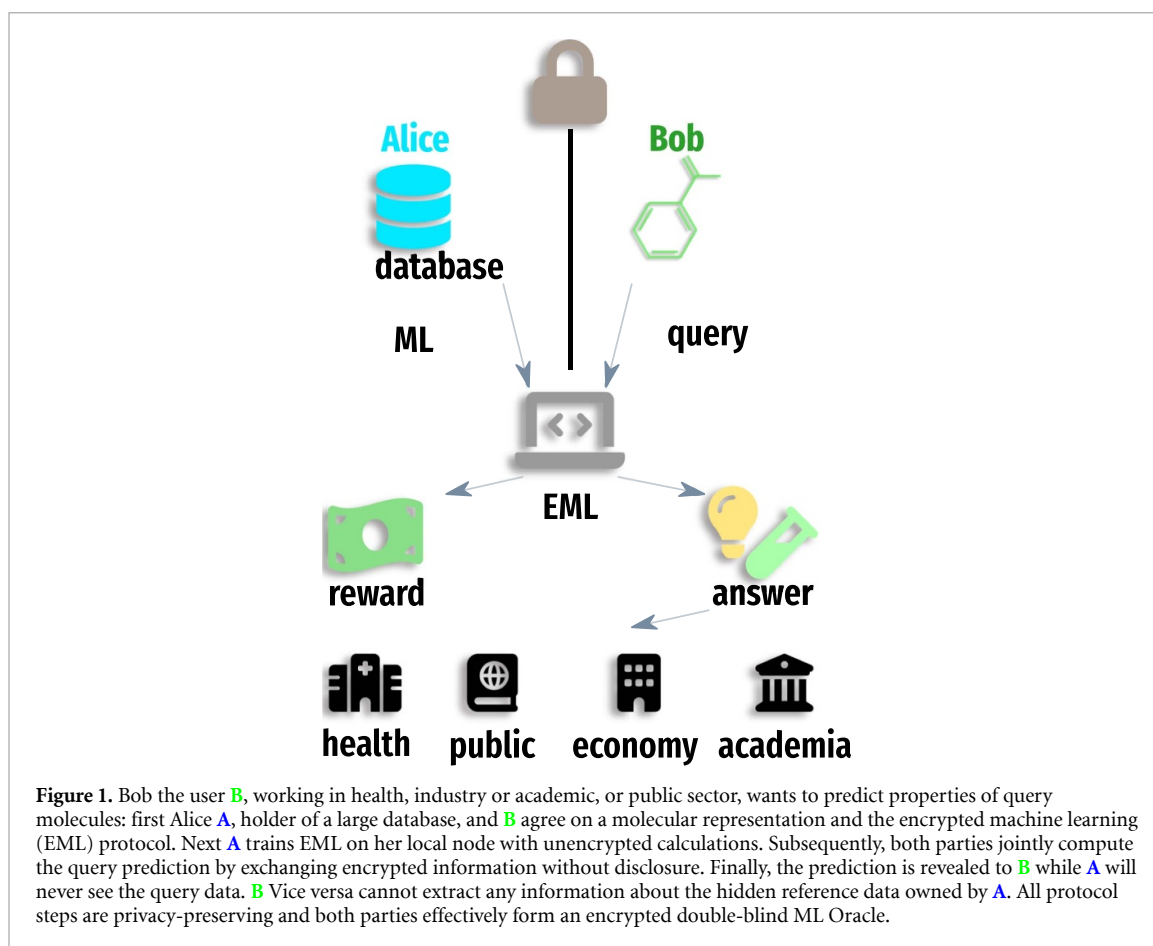 Alice
Bob
database
ML
query
EML
reward
answer
health public economy academia
Figure 1. Bob the user B, working in health, industry or academic, or public sector, wants to predict properties of query
molecules: first Alice A, holder of a large database, and B agree on a molecular representation and the encrypted machine learning
(EML) protocol. Next A trains EML on her local node with unencrypted calculations. Subsequently, both parties jointly compute
the query prediction by exchanging encrypted information without disclosure. Finally, the prediction is revealed to B while A will
never see the query data. B Vice versa cannot extract any information about the hidden reference data owned by A. All protocol
steps are privacy-preserving and both parties effectively form an encrypted double-blind ML Oracle.